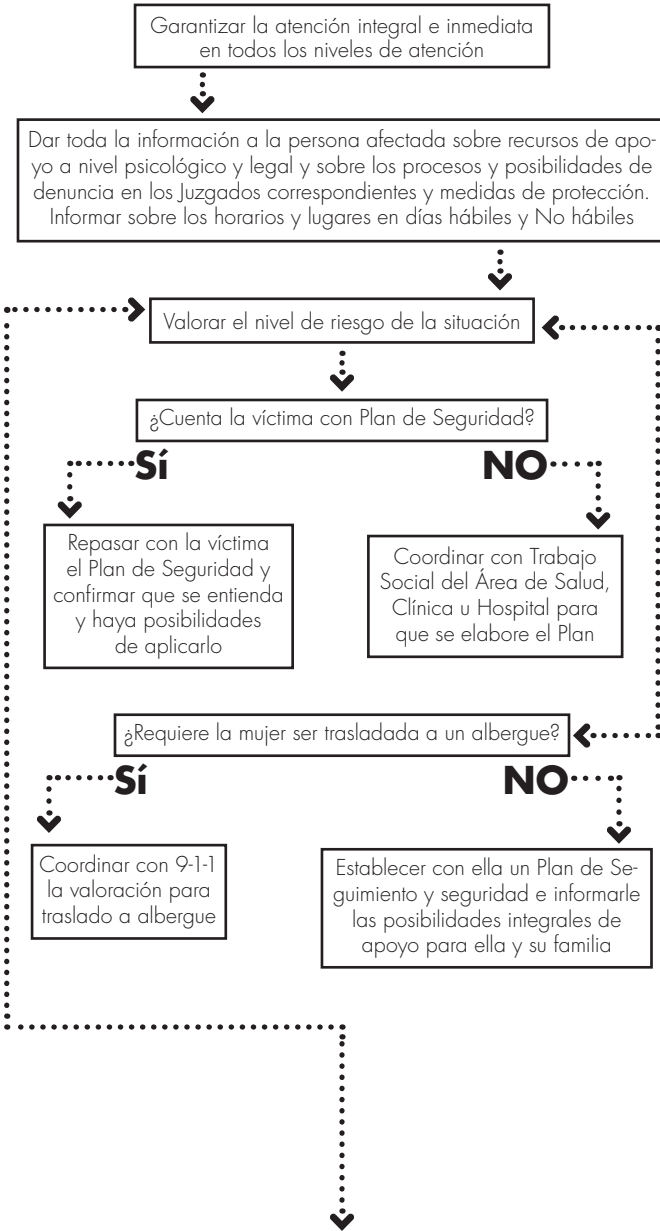 Garantizar la atención integral e inmediata
en todos los niveles de atención
Dar toda la información a la persona afectada sobre recursos de apo-
yo a nivel psicológico y legal y sobre los procesos y posibilidades de
denuncia en los Juzgados correspondientes y medidas de protección.
Informar sobre los horarios y lugares en días hábiles y No hábiles
Valorar el nivel de riesgo de la situación
¿Cuenta la víctima con Plan de Seguridad?
Sí
NO
Repasar con la víctima
el Plan de Seguridad y
confirmar que se entienda
y haya posibilidades
de aplicarlo
Coordinar con Trabajo
Social del Área de Salud,
Clínica u Hospital para
que se elabore el Plan
¿Requiere la mujer ser trasladada a un albergue?
Sí
NO
Coordinar con 9-1-1
la valoración para
traslado a albergue
Establecer con ella un Plan de Se-
guimiento y seguridad e informarle
las posibilidades integrales de
apoyo para ella y su familia